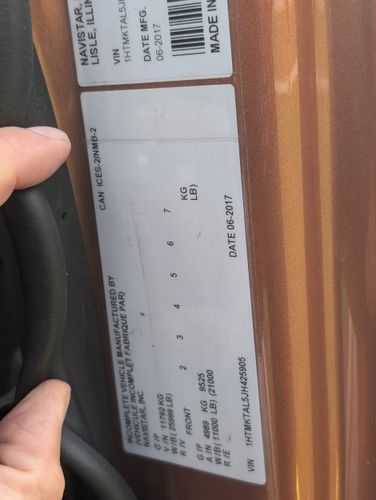 NAVISTAR,
LISLE, ILLIN
VIN
1HTMKTAL5JH
DATE MFG.
06-2017
MADE IN
CAN ICES-2/NMB-2
INCOMPLETE VEHICLE MANUFACTURED BY
(VEHICULE INCOMPLET FABRIQUE PAR)
NAVISTAR, INC.
G /P
V /N 11792 KG
W/B( 25999 LB)
R /V FRONT 2 3 4 5 6 7
G /P
A /N 4989 KG 9525 KG
W/B( 11000 LB) (21000 LB)
R /E
DATE 06-2017
VIN 1HTMKTAL5JH425905